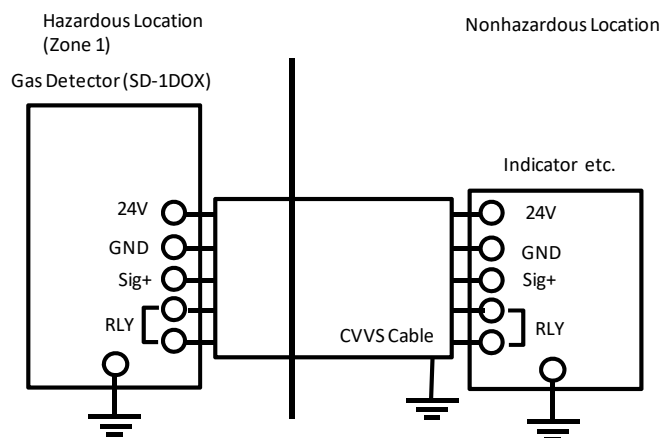 Hazardous Location
(Zone 1)
Nonhazardous Location
Gas Detector (SD-1DOX)
Indicator etc.
24V
GND
Sig+
RLY
CVVS Cable
24V
GND
Sig+
RLY